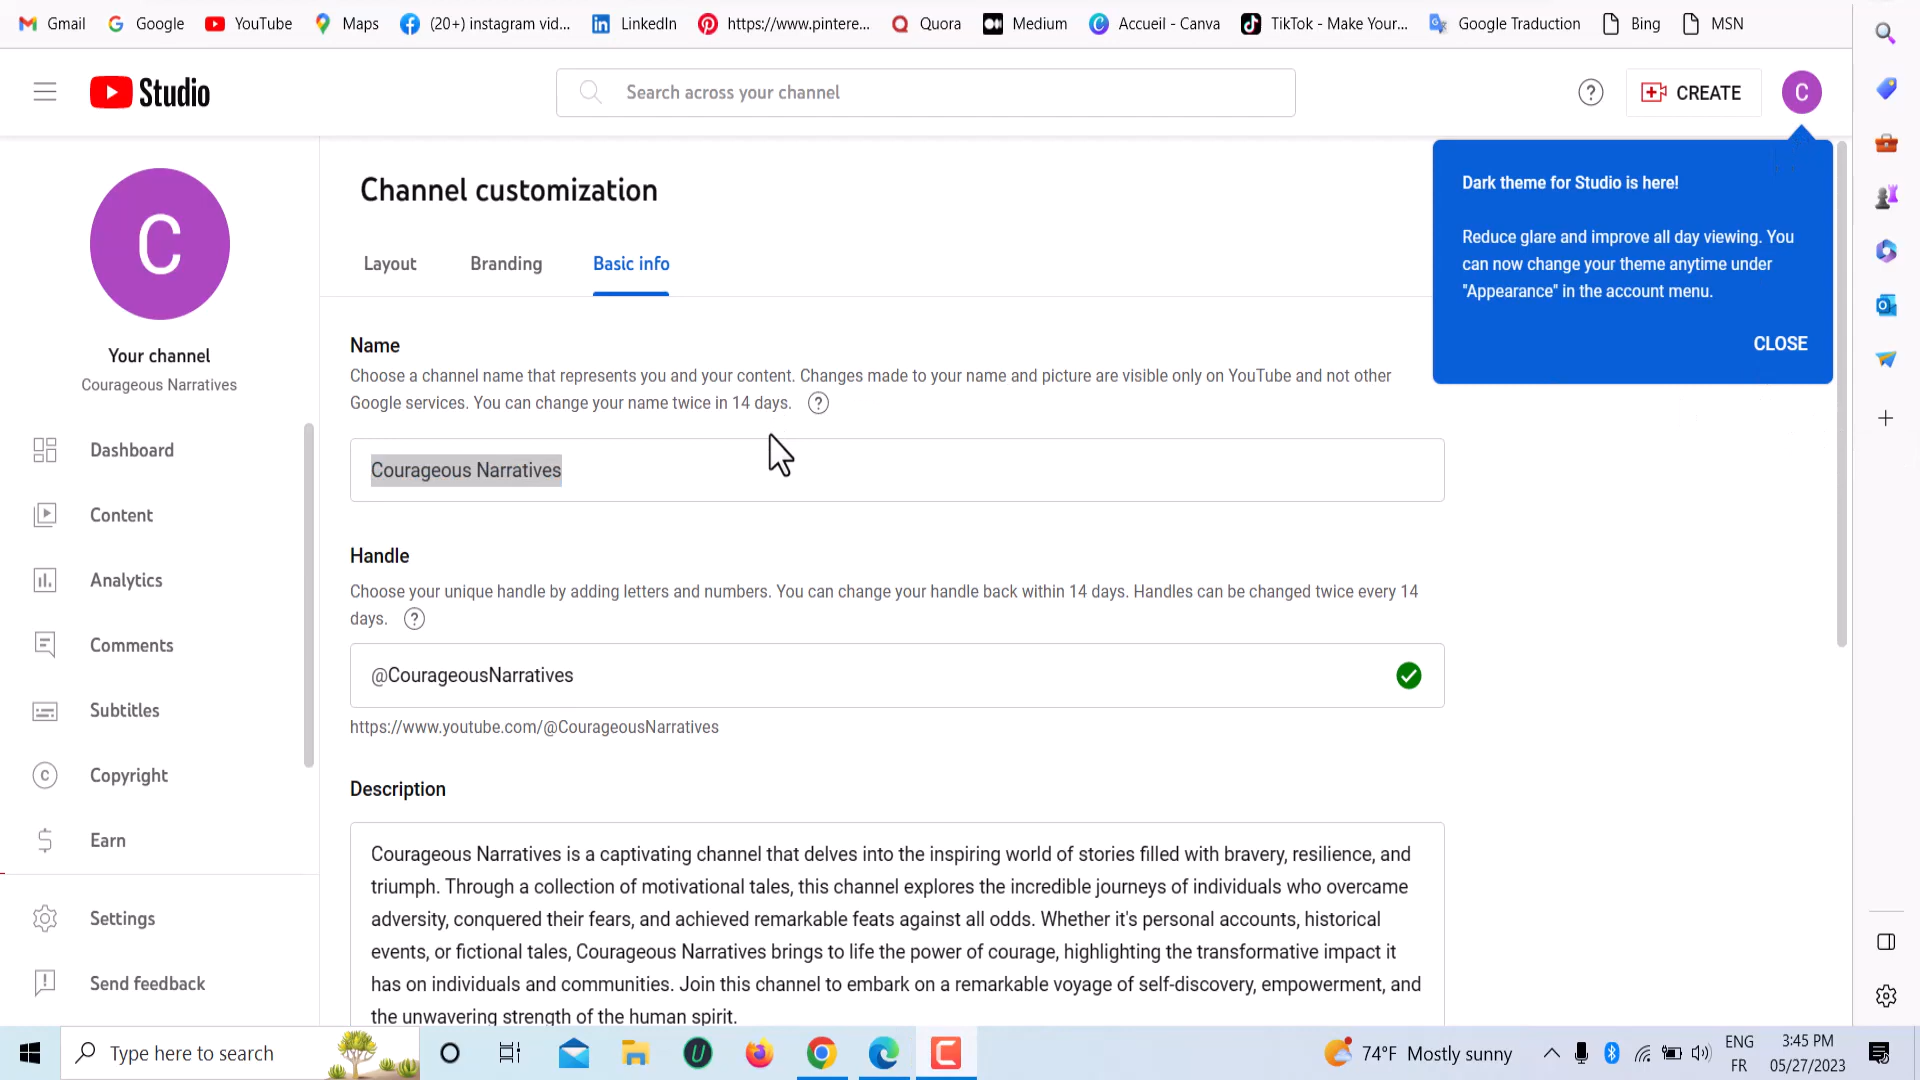 Gmail
Google
YouTube
Maps
(20+) instagram vid...
LinkedIn
https://www.pintere...
Quora
Medium
Accueil - Canva
TikTok - Make Your...
Google Traduction
Bing
MSN
Studio
Search across your channel
CREATE
C
Dark theme for Studio is here!
Reduce glare and improve all day viewing. You
can now change your theme anytime under
"Appearance" in the account menu.
CLOSE
C
Your channel
Courageous Narratives
Dashboard
Content
Analytics
Comments
Subtitles
Copyright
Earn
Settings
Send feedback
Channel customization
Layout
Branding
Basic info
Name
Choose a channel name that represents you and your content. Changes made to your name and picture are visible only on YouTube and not other
Google services. You can change your name twice in 14 days.
Courageous Narratives
Handle
Choose your unique handle by adding letters and numbers. You can change your handle back within 14 days. Handles can be changed twice every 14
days.
@CourageousNarratives
https://www.youtube.com/@CourageousNarratives
Description
Courageous Narratives is a captivating channel that delves into the inspiring world of stories filled with bravery, resilience, and
triumph. Through a collection of motivational tales, this channel explores the incredible journeys of individuals who overcame
adversity, conquered their fears, and achieved remarkable feats against all odds. Whether it's personal accounts, historical
events, or fictional tales, Courageous Narratives brings to life the power of courage, highlighting the transformative impact it
has on individuals and communities. Join this channel to embark on a remarkable voyage of self-discovery, empowerment, and
the unwavering strength of the human spirit.
Type here to search
74°F Mostly sunny
ENG
FR
3:45 PM
05/27/2023